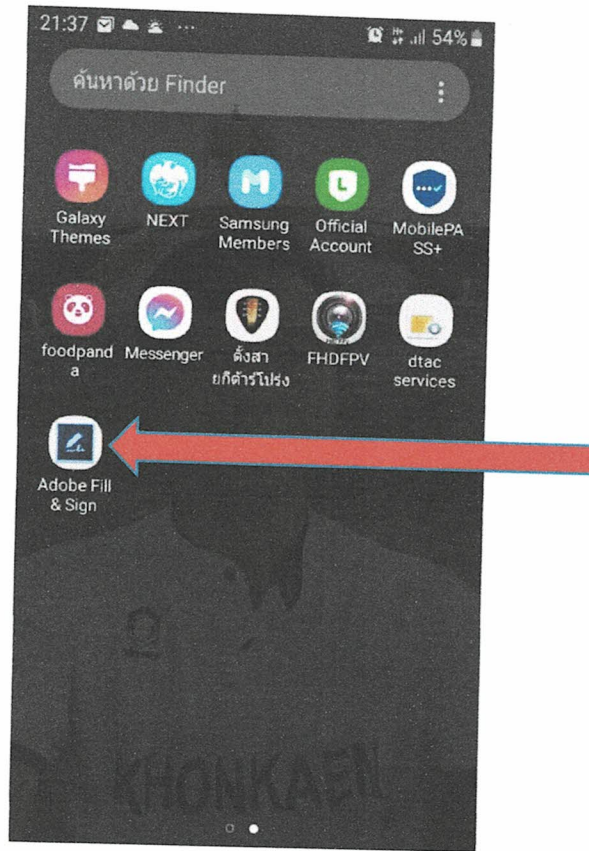 21:37
54%
ค้นหาด้วย Finder
Galaxy
Themes
NEXT
Samsung
Members
Official
Account
MobilePA
SS+
foodpand
a
Messenger
ตั้งสา
ยกีต้าร์โปร่ง
FHDFPV
dtac
services
Adobe Fill
& Sign
KHONKAEN